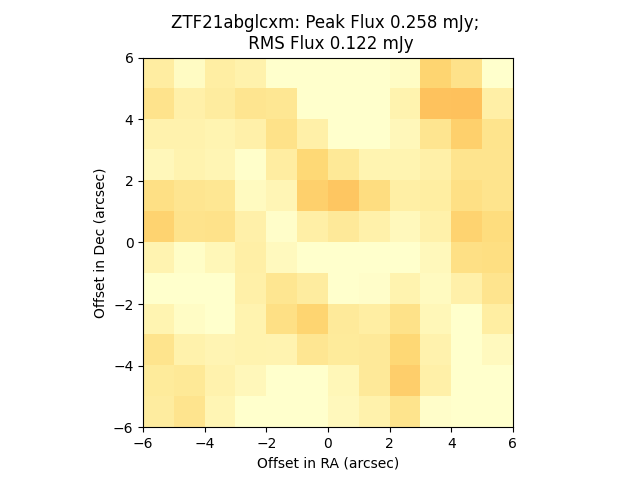 ZTF21abglcxm: Peak Flux 0.258 mJy;
RMS Flux 0.122 mJy
6
4
2
0
−2
−4
−6
Offset in Dec (arcsec)
−6 −4 −2 0 2 4 6
Offset in RA (arcsec)